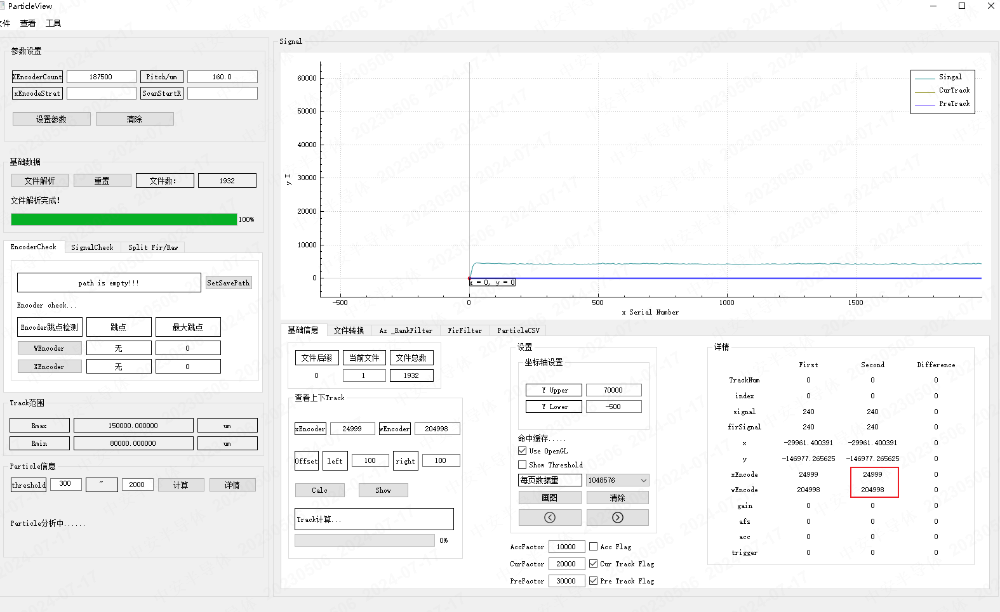 ParticleView
文件 查看 工具
参数设置
XEncoderCount 187500 Pitch/um 160.0
xEncodeStrat ScanStartR
设置参数 清除
基础数据
文件解析 重置 文件数: 1932
文件解析完成!
100%
EncoderCheck SignalCheck Split Fir/Raw
path is empty!!! SetSavePath
Encoder check...
Encoder跳点检测 跳点 最大跳点
WEncoder 无 0
XEncoder 无 0
Track范围
Rmax 150000.000000 um
Rmin 80000.000000 um
Particle信息
threshold 300 ~ 2000 计算 详情
Particle分析中......
Signal
60000
50000
40000
30000
20000
10000
0
y I
Singal
CurTrack
PreTrack
x = 0, y = 0
-500 0 500 1000 1500
x Serial Number
基础信息 文件转换 Az _RankFilter FirFilter ParticleCSV
文件后缀 当前文件 文件总数
0 1 1932
查看上下Track
xEncoder 24999 wEncoder 204998
Offset left 100 right 100
Calc Show
Track计算...
0%
设置
坐标轴设置
Y Upper 70000
Y Lower -500
命中缓存.....
Use OpenGL
Show Threshold
每页数据量 1048576
画图 清除
AccFactor 10000 Acc Flag
CurFactor 20000 Cur Track Flag
PreFactor 30000 Pre Track Flag
详情
First Second Difference
TrackNum 0 0 0
index 0 0 0
signal 240 240 0
firSignal 240 240 0
x -29961.400391 -29961.400391 0
y -146977.265625 -146977.265625 0
xEncode 24999 24999 0
wEncode 204998 204998 0
gain 0 0 0
afs 0 0 0
acc 0 0 0
trigger 0 0 0
中安半导体 20230506 2024-07-17